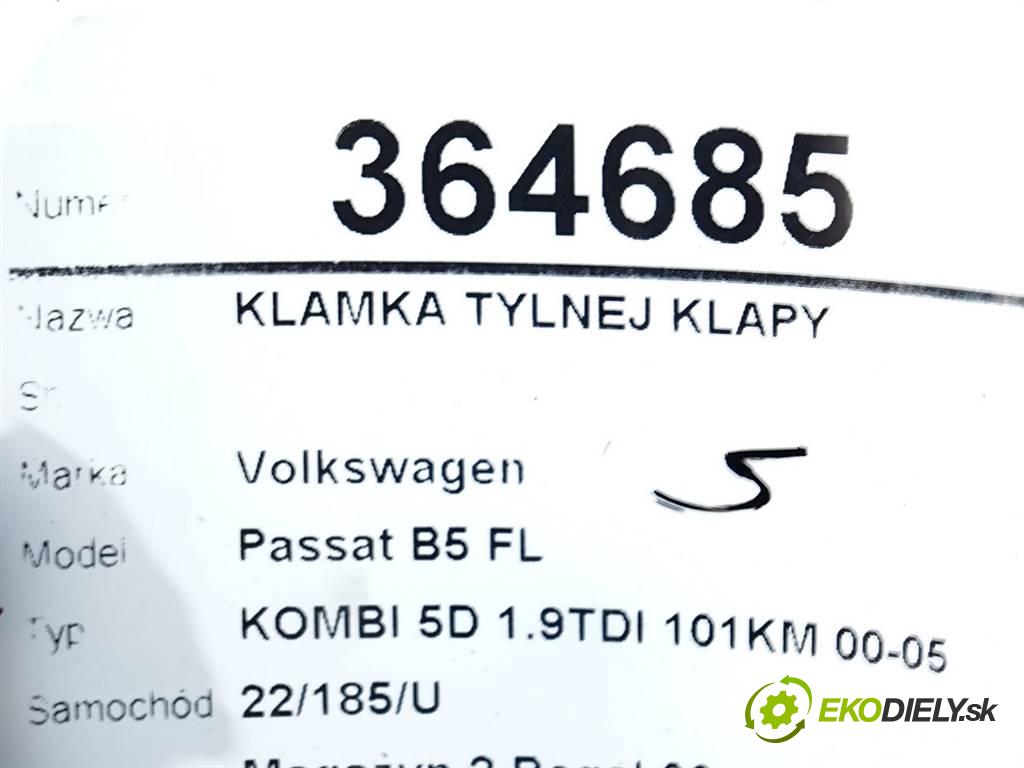 Numer 364685
Nazwa KLAMKA TYLNEJ KLAPY
Marka Volkswagen 5
Model Passat B5 FL
Typ KOMBI 5D 1.9TDI 101KM 00-05
Samochód 22/185/U
EKODIELY.sk